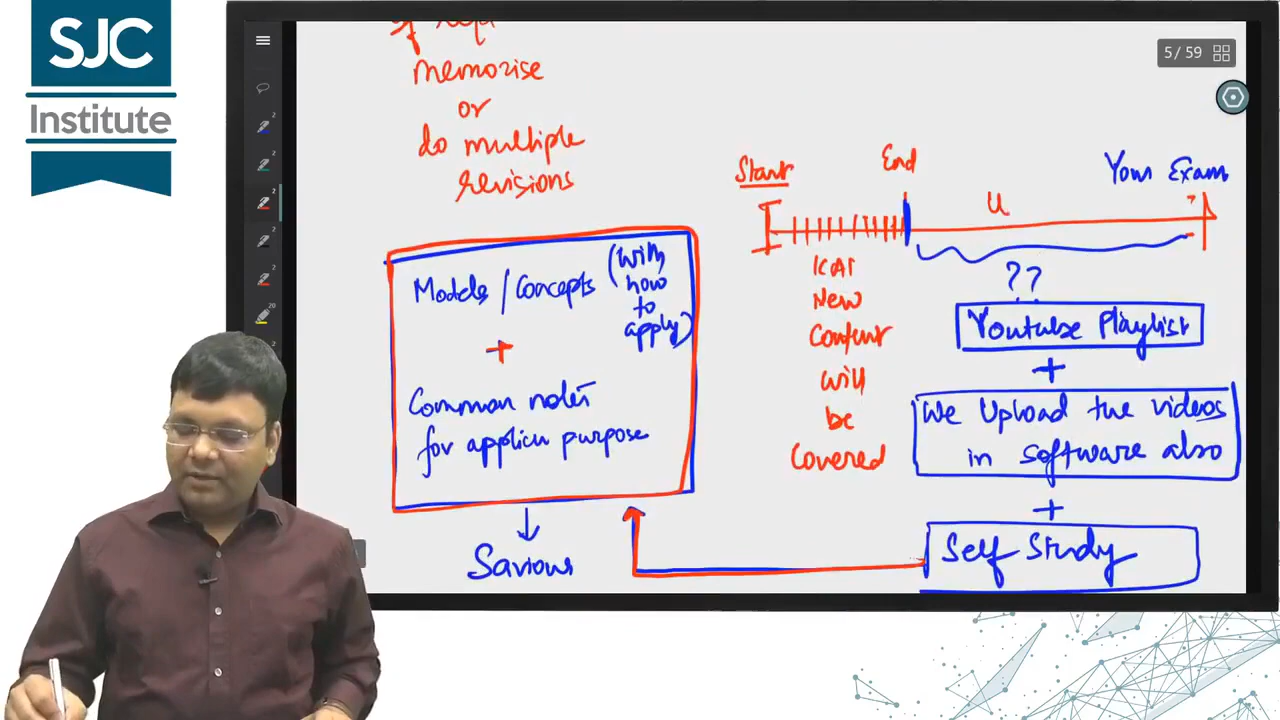 SJC
Institute
5 / 59
memorise
or
do multiple
revisions
Models / Concepts (with
how
to
apply)
+
Common notes
for applicn purpose
Saviour
Start
End
Your Exam
U
ICAI
New
Content
will
be
Covered
??
Youtube Playlist
+
We Upload the videos
in software also
+
Self Study